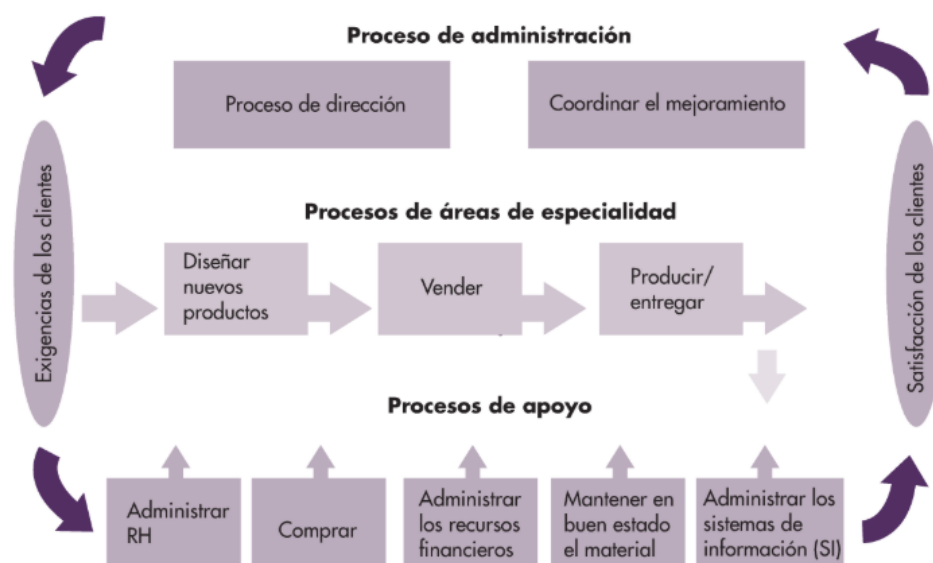 Proceso de administración
Proceso de dirección
Coordinar el mejoramiento
Exigencias de los clientes
Procesos de áreas de especialidad
Diseñar
nuevos
productos
Vender
Producir/
entregar
Satisfacción de los clientes
Procesos de apoyo
Administrar
RH
Comprar
Administrar
los recursos
financieros
Mantener en
buen estado
el material
Administrar los
sistemas de
información (SI)